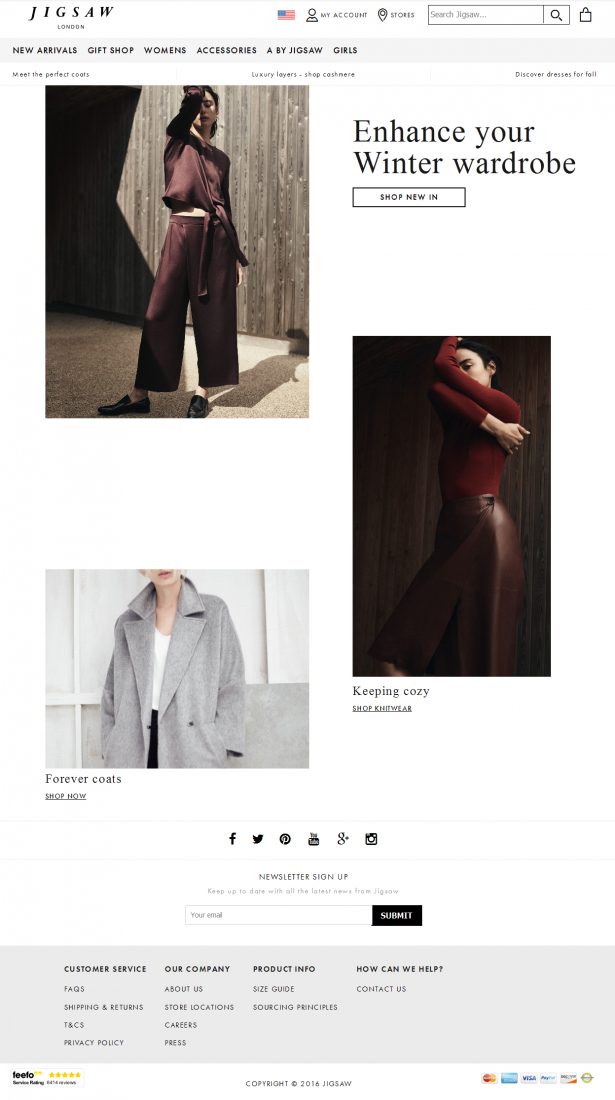 JIGSAW
LONDON
MY ACCOUNT
STORES
Search Jigsaw...
NEW ARRIVALS GIFT SHOP WOMENS ACCESSORIES A BY JIGSAW GIRLS
Meet the perfect coats
Luxury layers - shop cashmere
Discover dresses for fall
Enhance your
Winter wardrobe
SHOP NEW IN
Keeping cozy
SHOP KNITWEAR
Forever coats
SHOP NOW
You
Tube
g+
NEWSLETTER SIGN UP
Keep up to date with all the latest news from Jigsaw
Your email
SUBMIT
CUSTOMER SERVICE
FAQS
SHIPPING & RETURNS
T&CS
PRIVACY POLICY
OUR COMPANY
ABOUT US
STORE LOCATIONS
CAREERS
PRESS
PRODUCT INFO
SIZE GUIDE
SOURCING PRINCIPLES
HOW CAN WE HELP?
CONTACT US
feefo
Service Rating 6414 reviews
COPYRIGHT © 2016 JIGSAW
VISA
PayPal